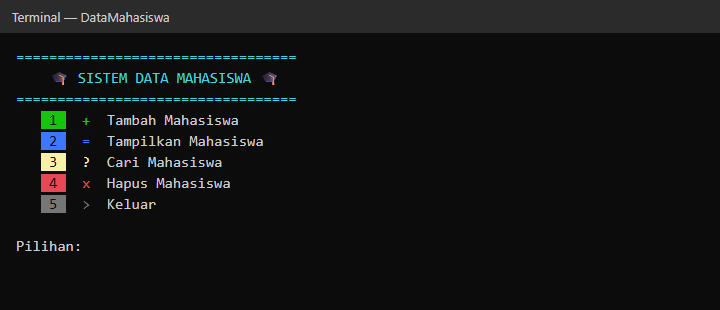 Terminal — DataMahasiswa
==================================
🎓 SISTEM DATA MAHASISWA 🎓
==================================
1 + Tambah Mahasiswa
2 = Tampilkan Mahasiswa
3 ? Cari Mahasiswa
4 x Hapus Mahasiswa
5 > Keluar
Pilihan: